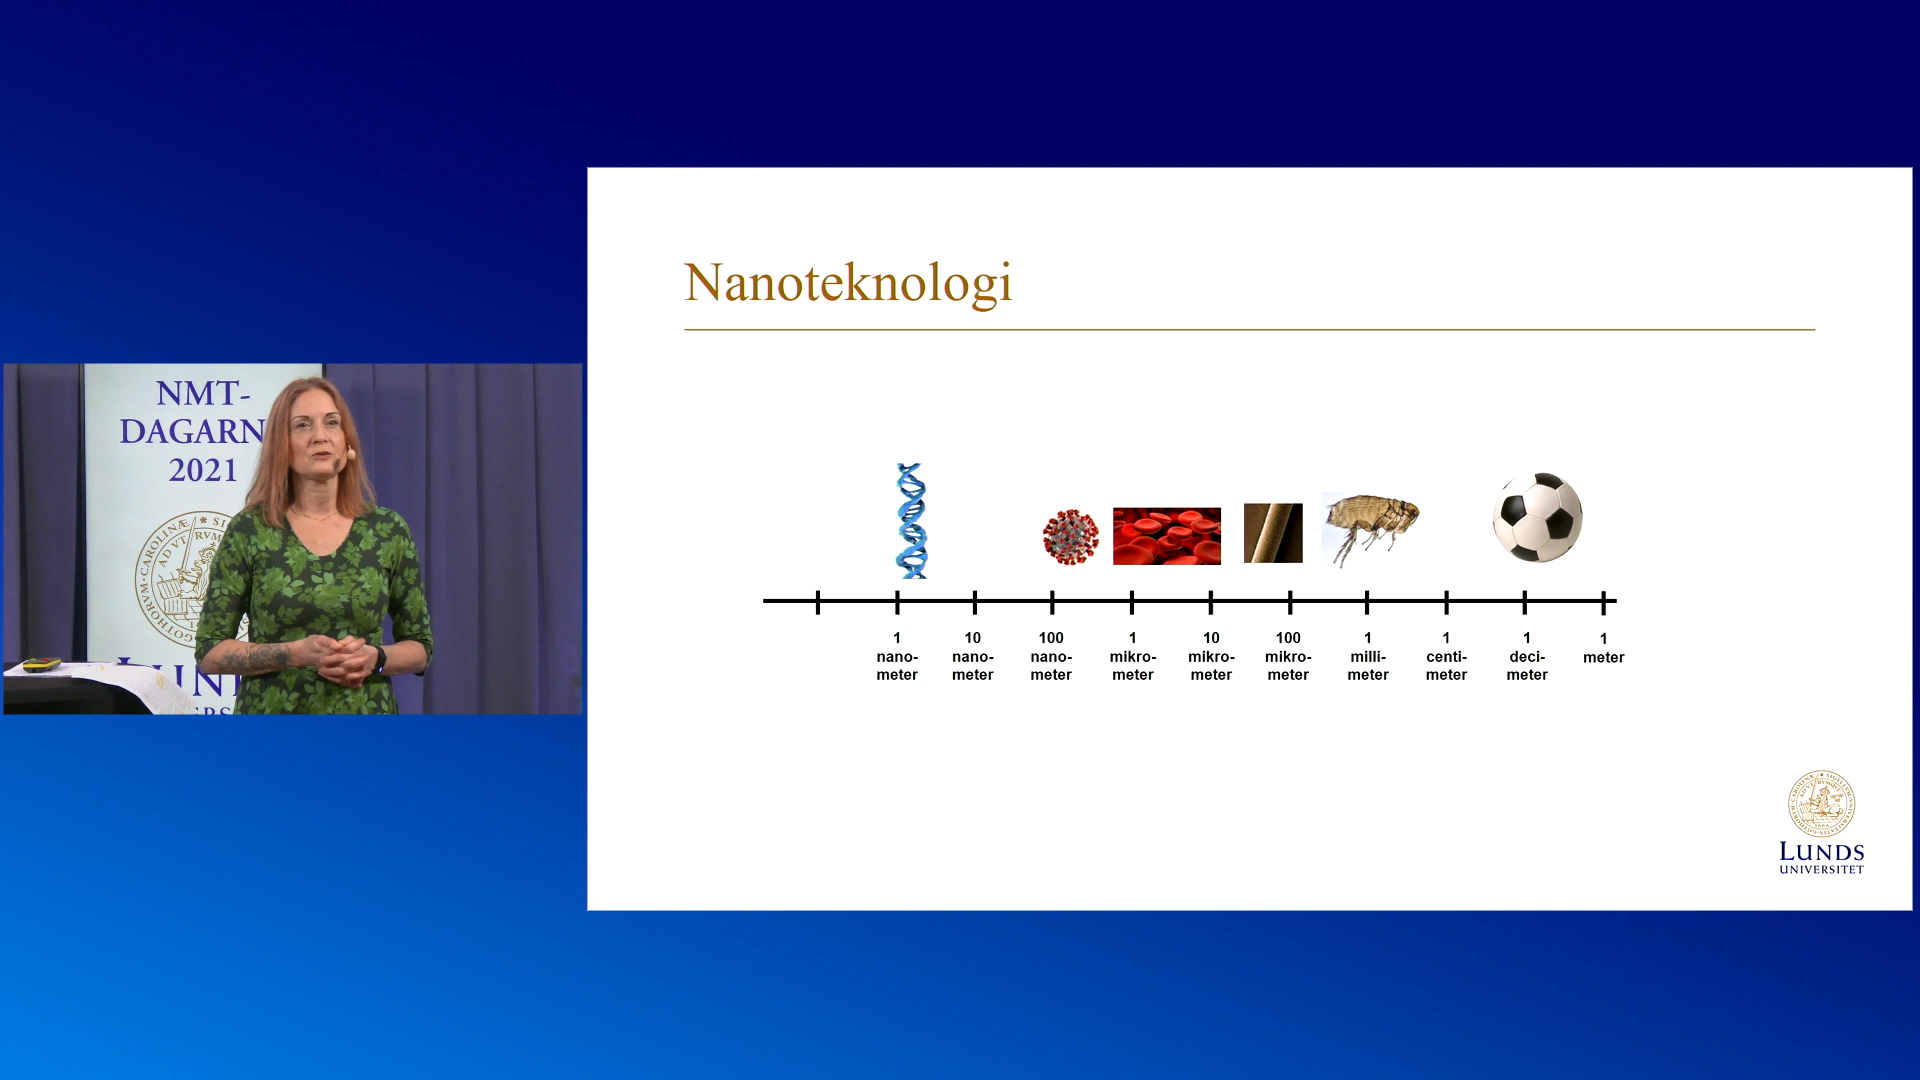 NMT-
DAGARN
2021
Nanoteknologi
1 nano-meter
10 nano-meter
100 nano-meter
1 mikro-meter
10 mikro-meter
100 mikro-meter
1 milli-meter
1 centi-meter
1 deci-meter
1 meter
LUNDS
UNIVERSITET